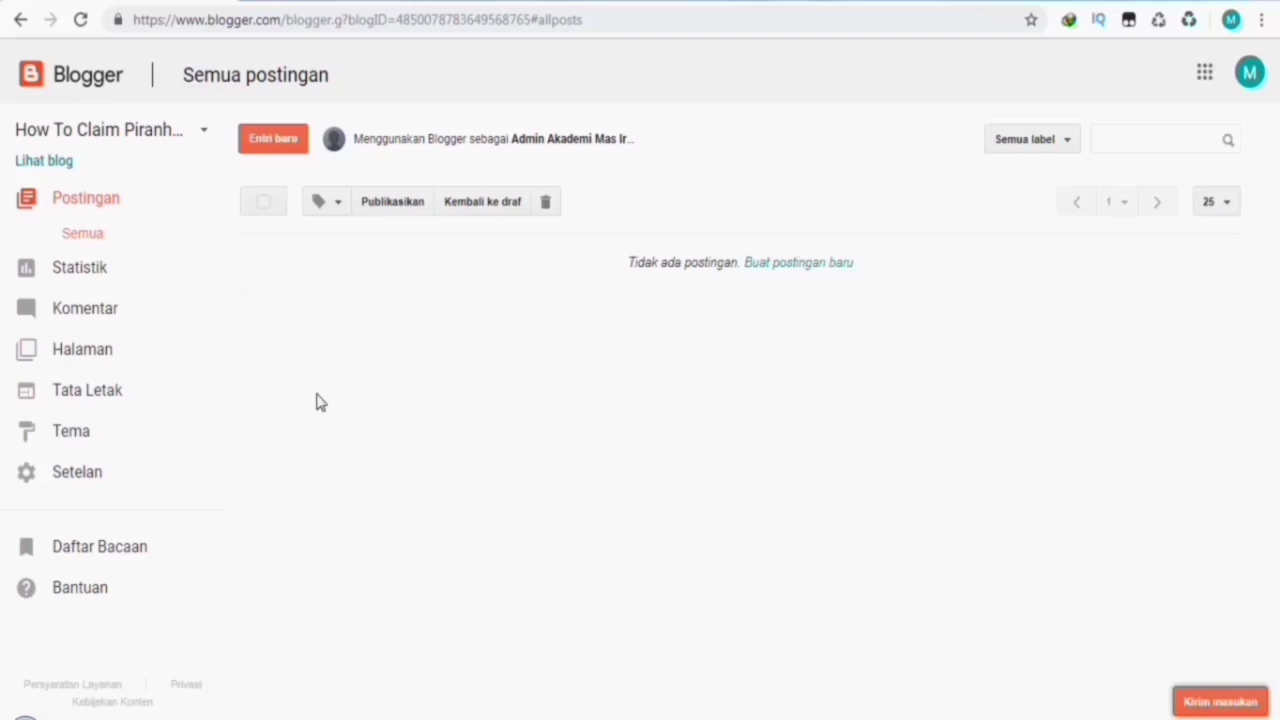 https://www.blogger.com/blogger.g?blogID=4850078783649568765#allposts
IQ
M
Blogger
Semua postingan
M
How To Claim Piranh...
Lihat blog
Entri baru
Menggunakan Blogger sebagai Admin Akademi Mas Ir...
Semua label
Postingan
Semua
Publikasikan
Kembali ke draf
1
25
Tidak ada postingan. Buat postingan baru
Statistik
Komentar
Halaman
Tata Letak
Tema
Setelan
Daftar Bacaan
Bantuan
Persyaratan Layanan
Privasi
Kebijakan Konten
Kirim masukan